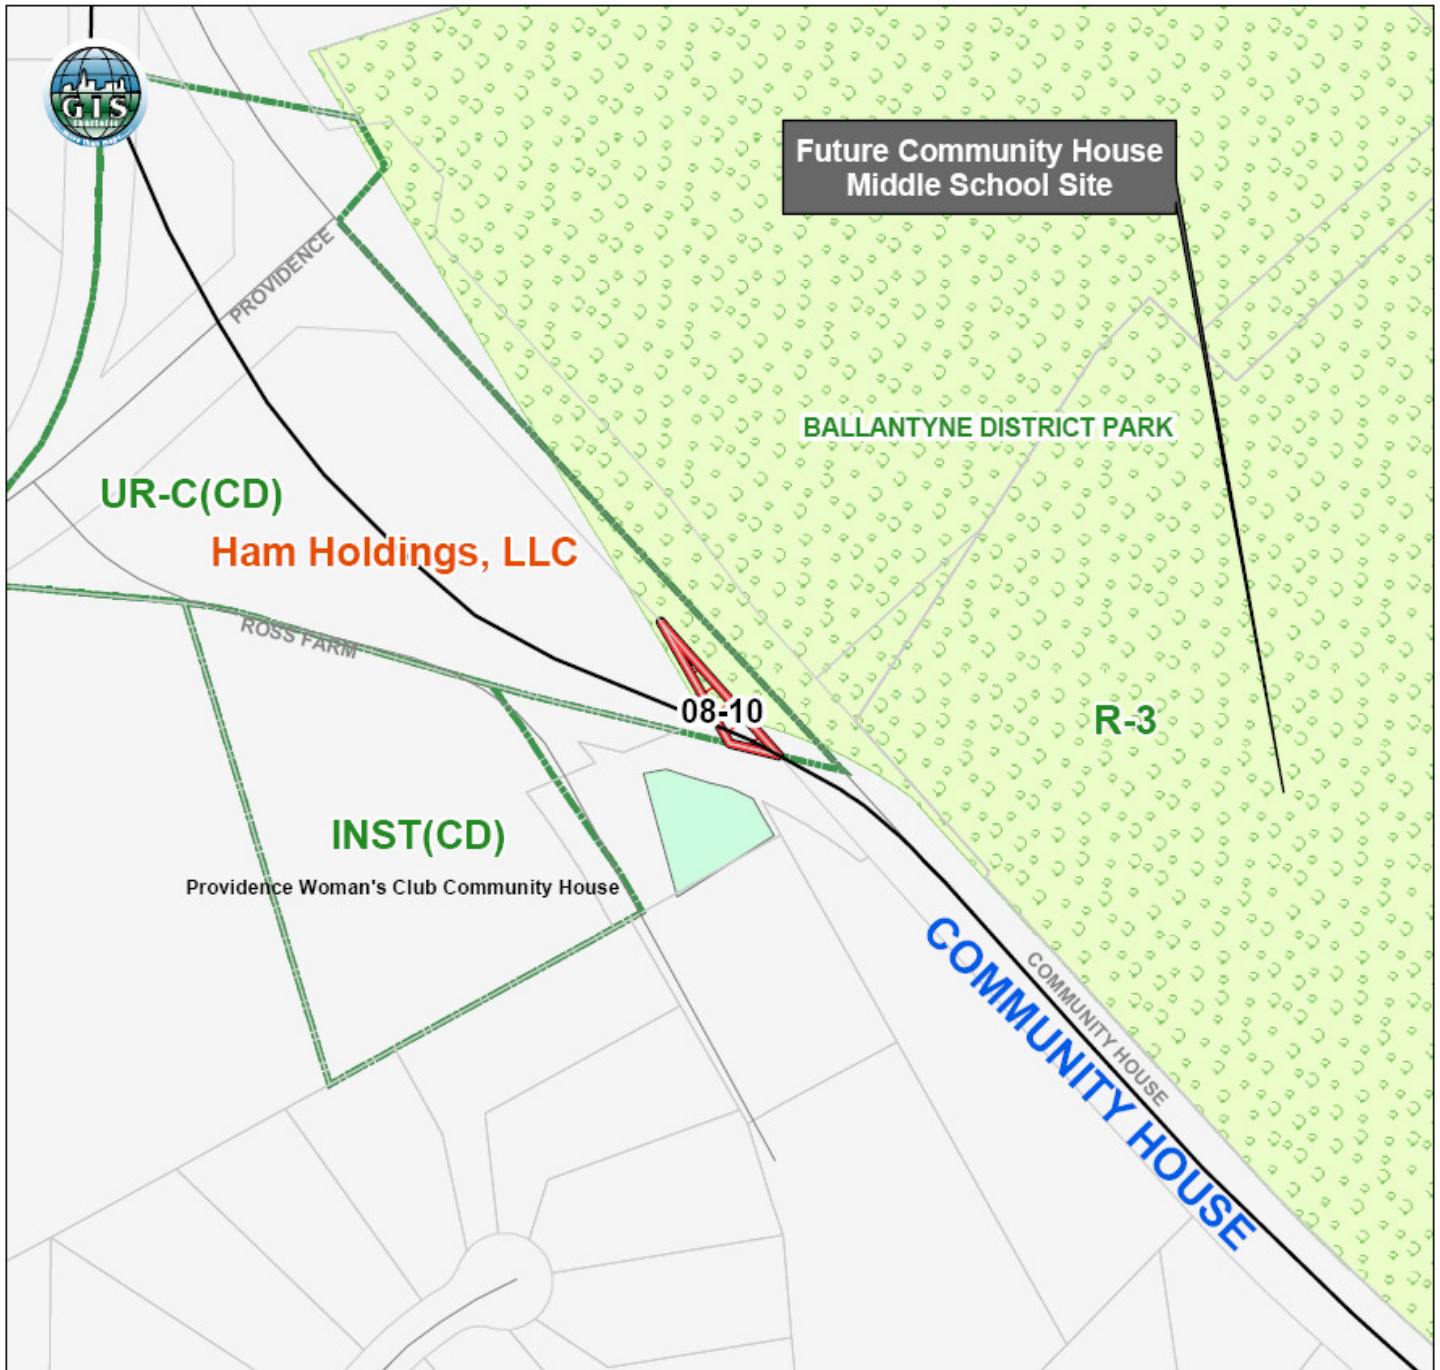 GIS
Future Community House
Middle School Site
PROVIDENCE
BALLANTYNE DISTRICT PARK
UR-C(CD)
Ham Holdings, LLC
ROSS FARM
08-10
R-3
INST(CD)
Providence Woman's Club Community House
COMMUNITY HOUSE
COMMUNITY HOUSE